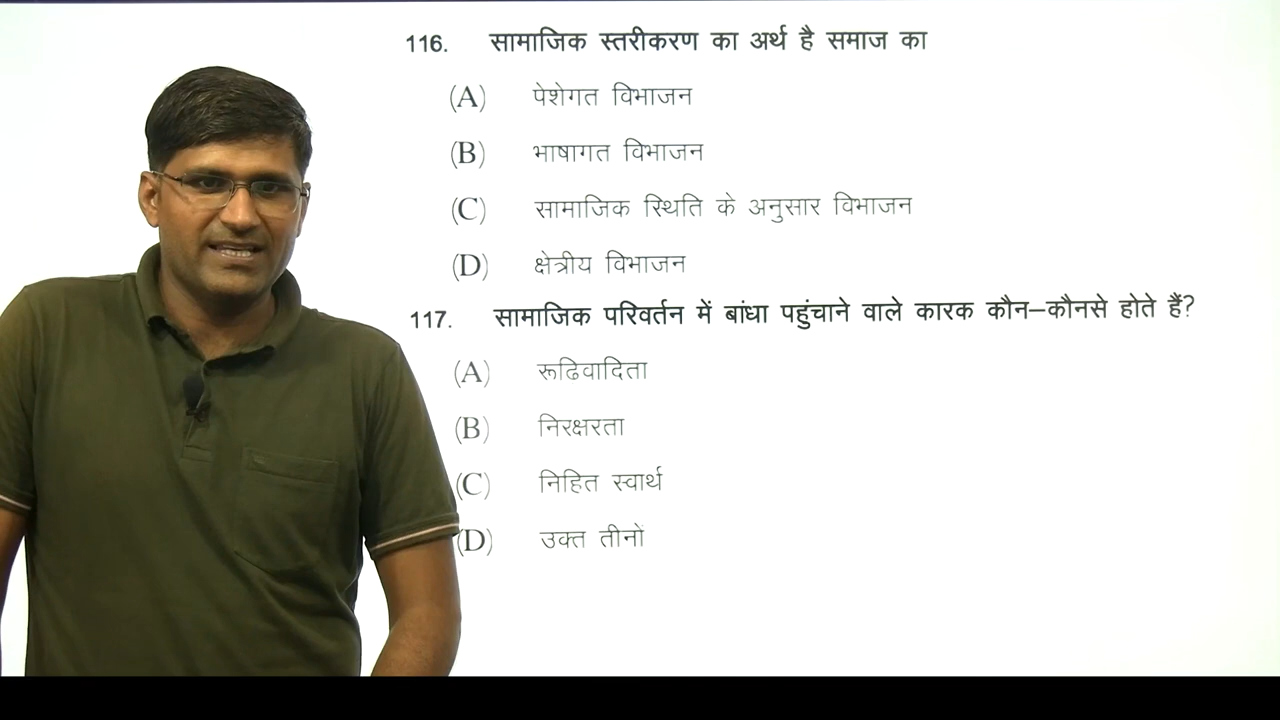 116. सामाजिक स्तरीकरण का अर्थ है समाज का
(A) पेशेगत विभाजन
(B) भाषागत विभाजन
(C) सामाजिक स्थिति के अनुसार विभाजन
(D) क्षेत्रीय विभाजन
117. सामाजिक परिवर्तन में बांधा पहुंचाने वाले कारक कौन–कौनसे होते हैं?
(A) रूढिवादिता
(B) निरक्षरता
(C) निहित स्वार्थ
(D) उक्त तीनों